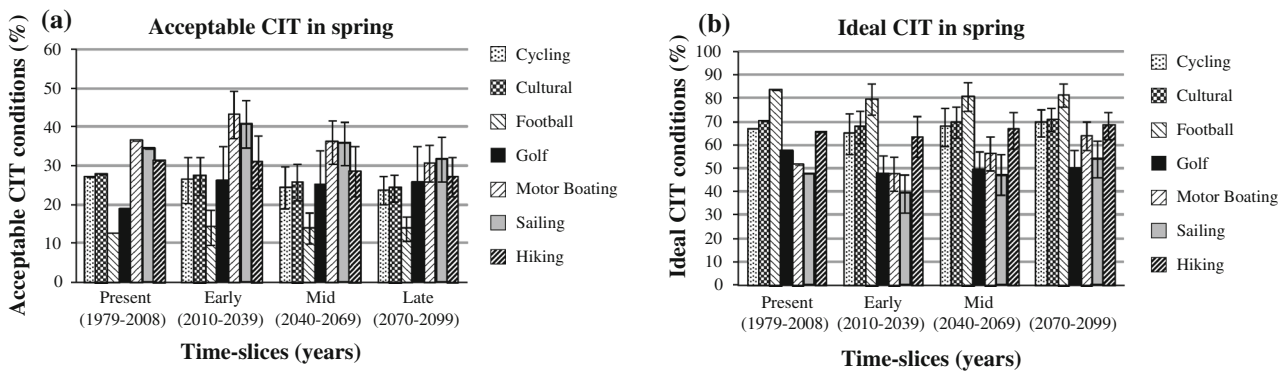 (a)
Acceptable CIT in spring
Acceptable CIT conditions (%)
60
50
40
30
20
10
0
Present
(1979-2008)
Early
(2010-2039)
Mid
(2040-2069)
Late
(2070-2099)
Time-slices (years)
Cycling
Cultural
Football
Golf
Motor Boating
Sailing
Hiking
(b)
Ideal CIT in spring
Ideal CIT conditions (%)
100
90
80
70
60
50
40
30
20
10
0
Present
(1979-2008)
Early
(2010-2039)
Mid
(2040-2069)
(2070-2099)
Time-slices (years)
Cycling
Cultural
Football
Golf
Motor Boating
Sailing
Hiking